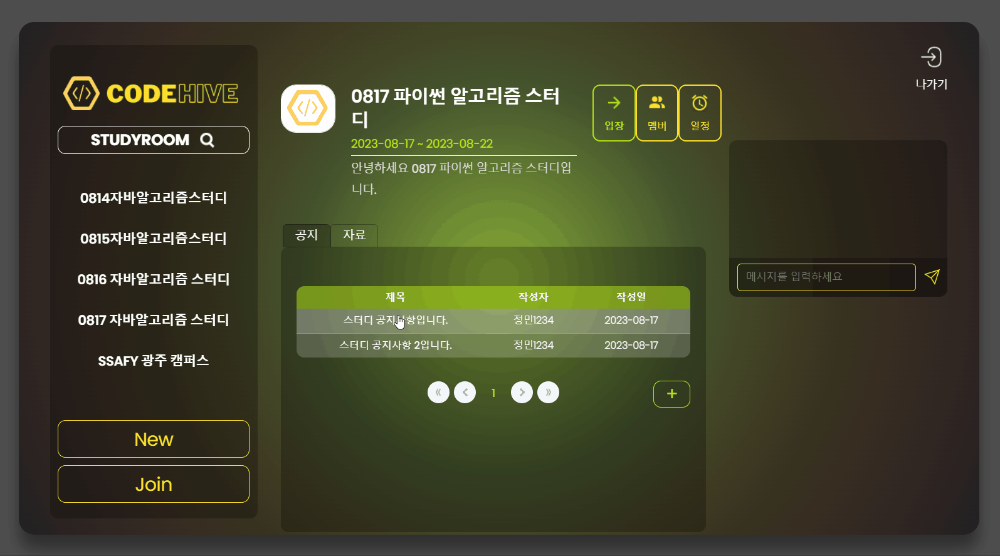 CODEHIVE
STUDYROOM
0814자바알고리즘스터디
0815자바알고리즘스터디
0816 자바알고리즘 스터디
0817 자바알고리즘 스터디
SSAFY 광주 캠퍼스
New
Join
0817 파이썬 알고리즘 스터
디
2023-08-17 ~ 2023-08-22
안녕하세요 0817 파이썬 알고리즘 스터디입
니다.
입장 멤버 일정
나가기
공지 자료
제목 작성자 작성일
스터디 공지사항입니다. 정민1234 2023-08-17
스터디 공지사항 2입니다. 정민1234 2023-08-17
« < 1 > »
+
메시지를 입력하세요